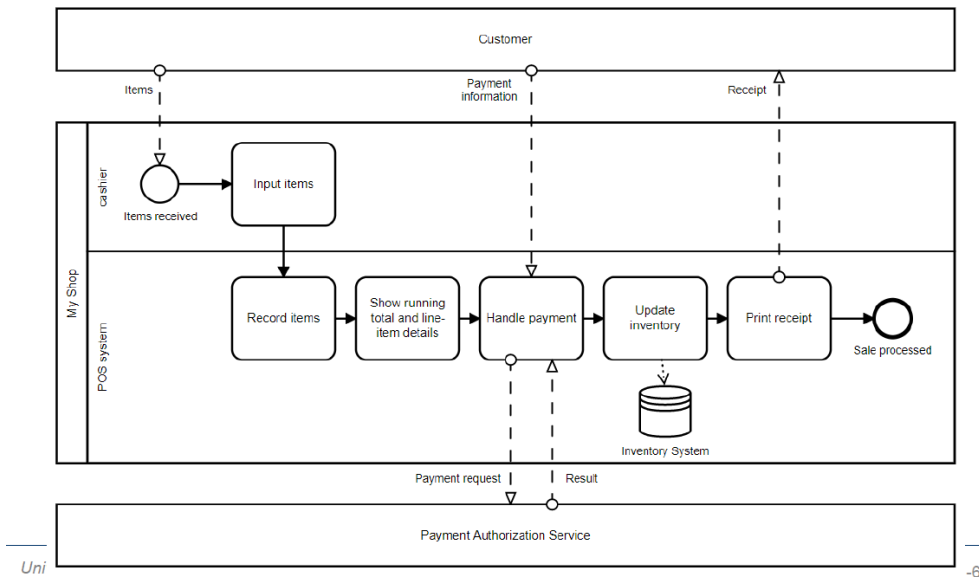 Customer
Items
Payment
information
Receipt
My Shop
cashier
Items received
Input items
POS system
Record items
Show running
total and line-
item details
Handle payment
Update
inventory
Print receipt
Sale processed
Inventory System
Payment request
Result
Payment Authorization Service
Uni
-6